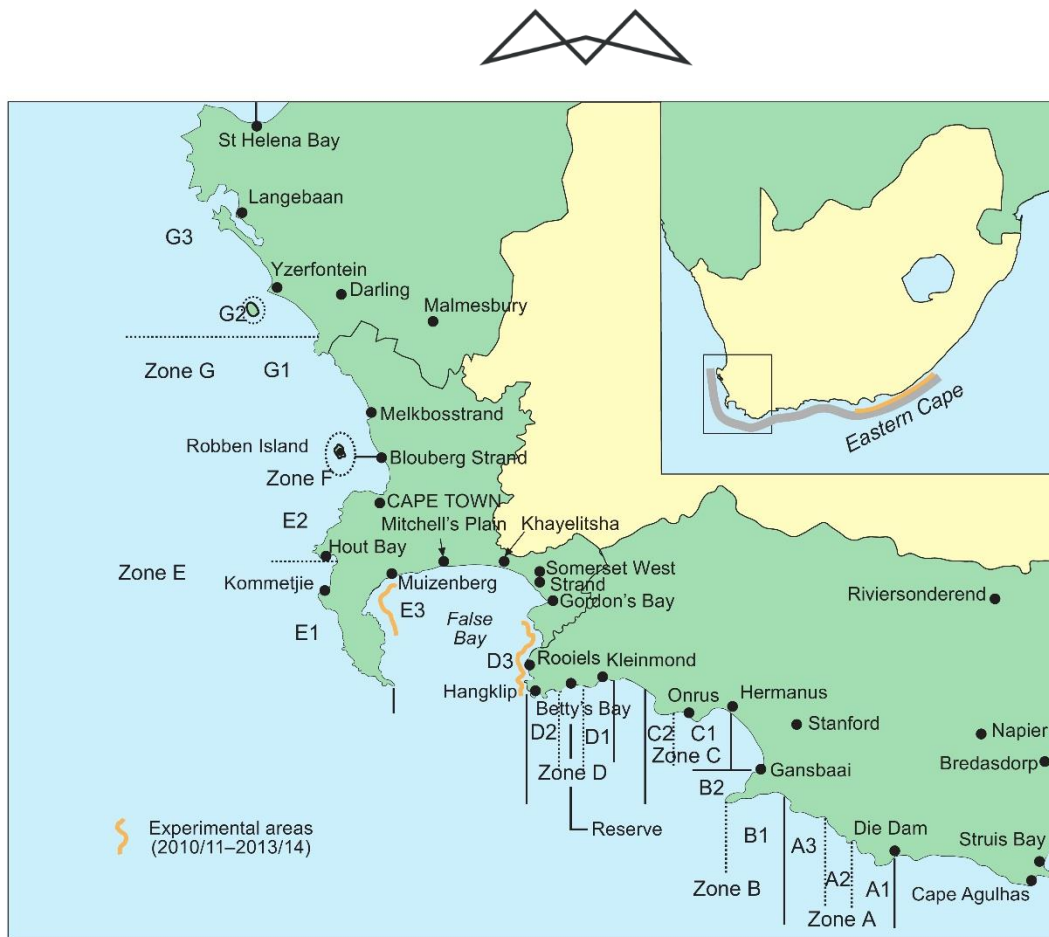 St Helena Bay
Langebaan
G3
Yzerfontein
Darling
G2
Malmesbury
Zone G
G1
Melkbosstrand
Robben Island
Blouberg Strand
Zone F
CAPE TOWN
E2
Mitchell's Plain
Khayelitsha
Hout Bay
Zone E
Somerset West
Muizenberg
Strand
Kommetjie
Gordon's Bay
E3
False
Bay
E1
D3
Rooiels
Kleinmond
Hangklip
Betty's Bay
Onrus
Hermanus
Riviersonderend
Stanford
Napier
D2
D1
C2
C1
Zone C
Zone D
Gansbaai
Bredasdorp
B2
Reserve
B1
A3
Die Dam
Struis Bay
A2
A1
Zone B
Zone A
Cape Agulhas
Eastern Cape
Experimental areas
(2010/11–2013/14)